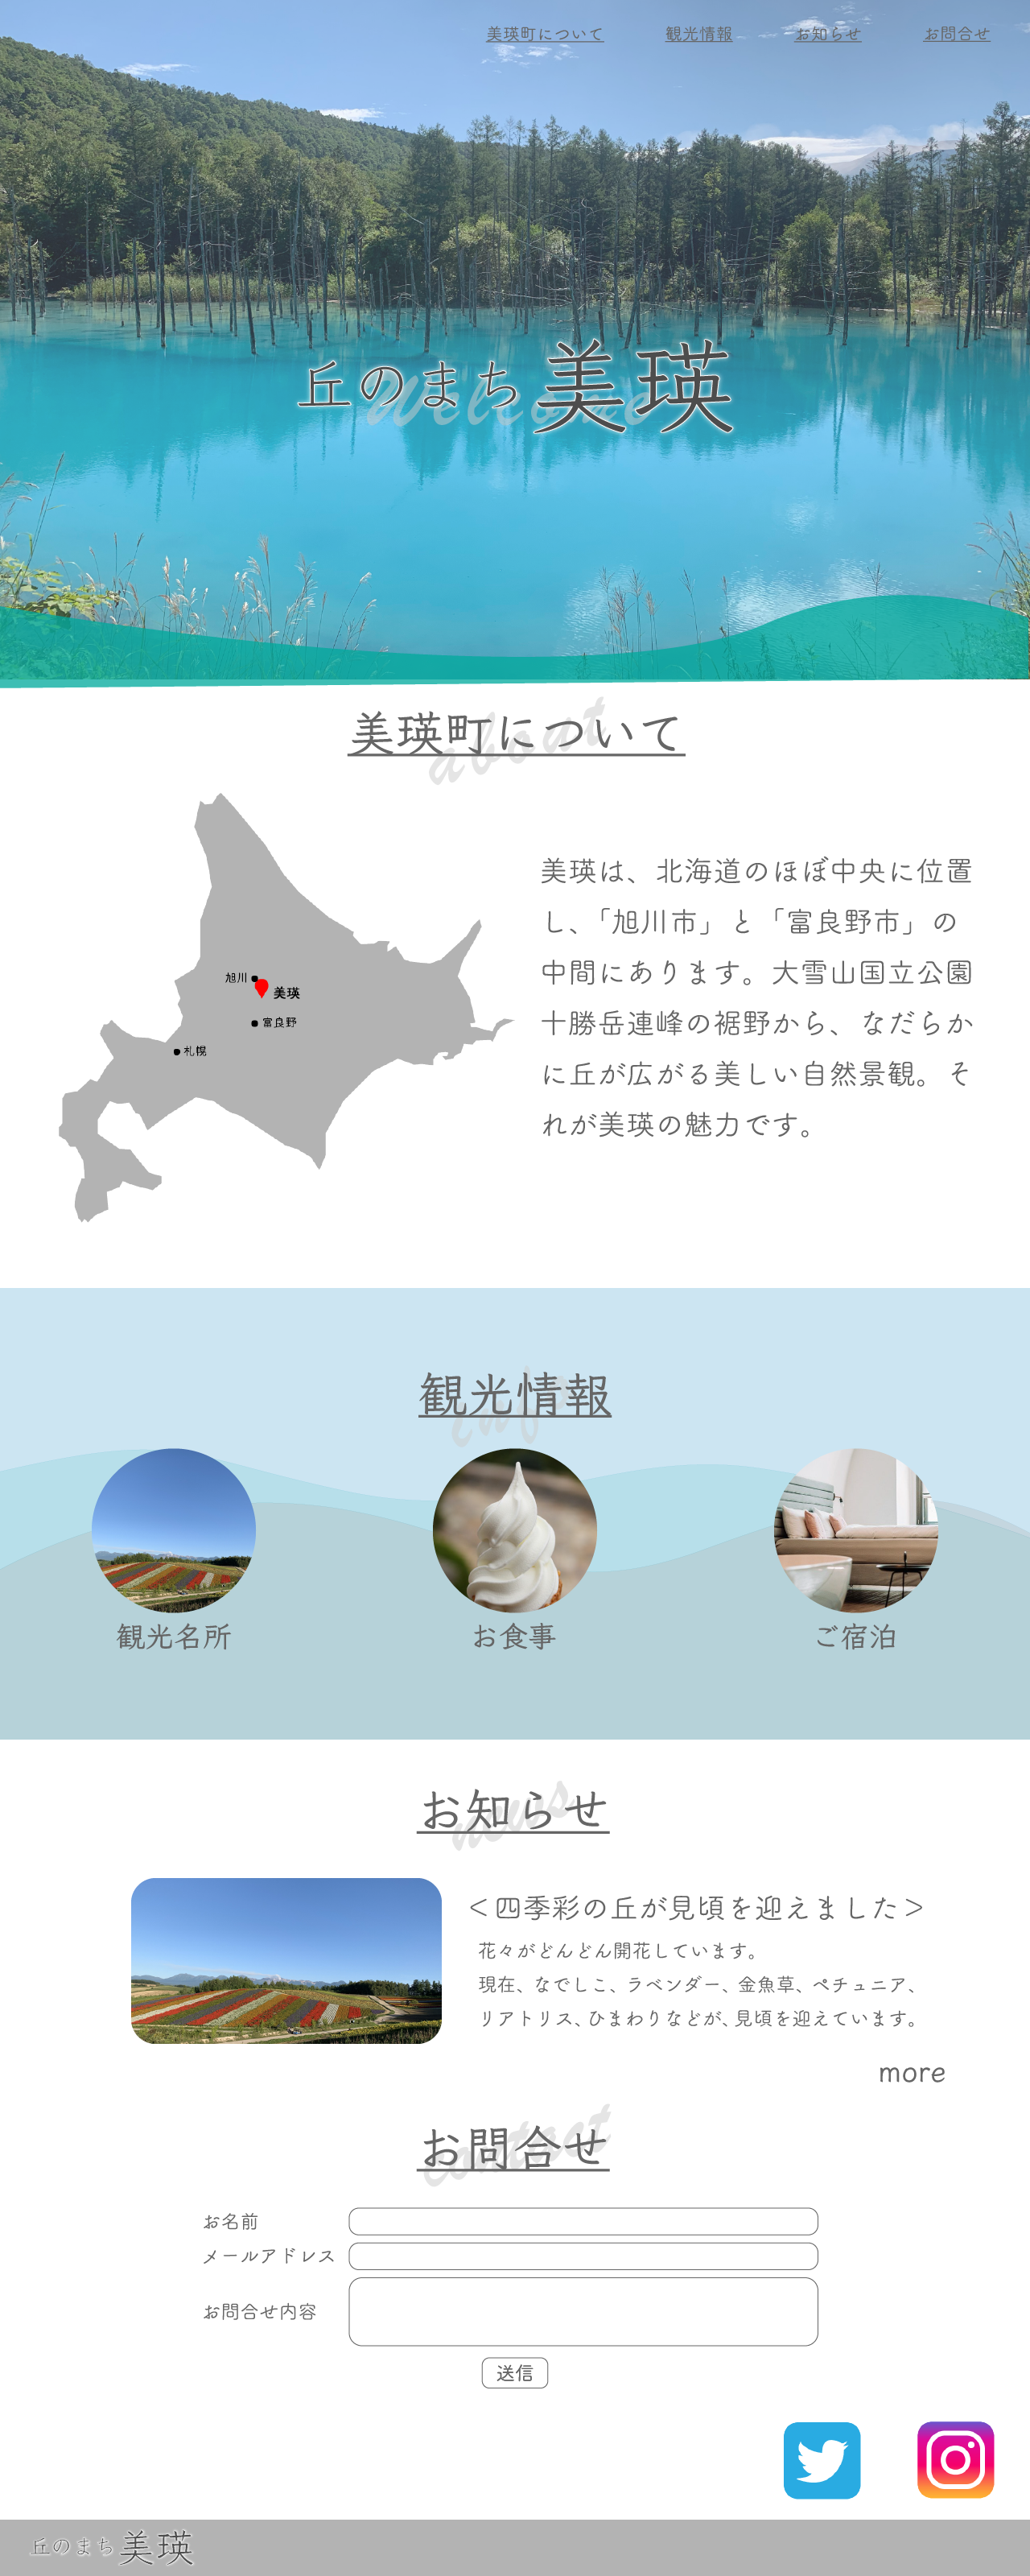 美瑛町について 観光情報 お知らせ お問合せ
Welcome
丘のまち美瑛
about
美瑛町について
美瑛は、北海道のほぼ中央に位置
し、「旭川市」と「富良野市」の
中間にあります。大雪山国立公園
十勝岳連峰の裾野から、なだらか
に丘が広がる美しい自然景観。そ
れが美瑛の魅力です。
旭川
美瑛
富良野
札幌
info
観光情報
観光名所 お食事 ご宿泊
news
お知らせ
＜四季彩の丘が見頃を迎えました＞
花々がどんどん開花しています。
現在、なでしこ、ラベンダー、金魚草、ペチュニア、
リアトリス、ひまわりなどが、見頃を迎えています。
more
contact
お問合せ
お名前
メールアドレス
お問合せ内容
送信
丘のまち美瑛